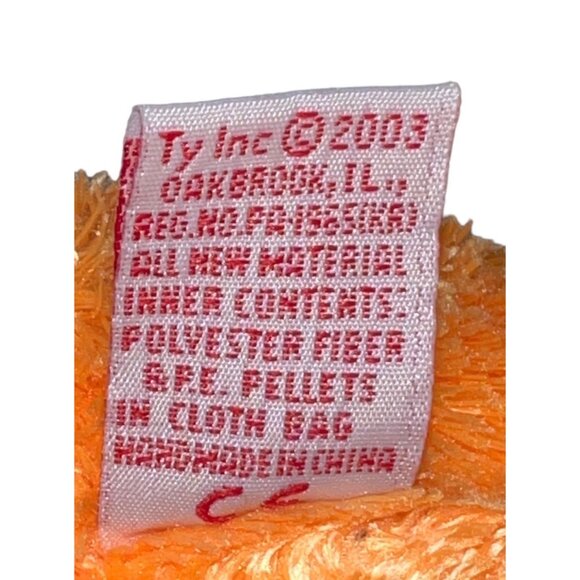 Ty Inc © 2003
OAKBROOK, IL.,
REG.NO.PA-1965(KR)
ALL NEW MATERIAL
INNER CONTENTS:
POLYESTER FIBER
& P.E. PELLETS
IN CLOTH BAG
HANDMADE IN CHINA
CE